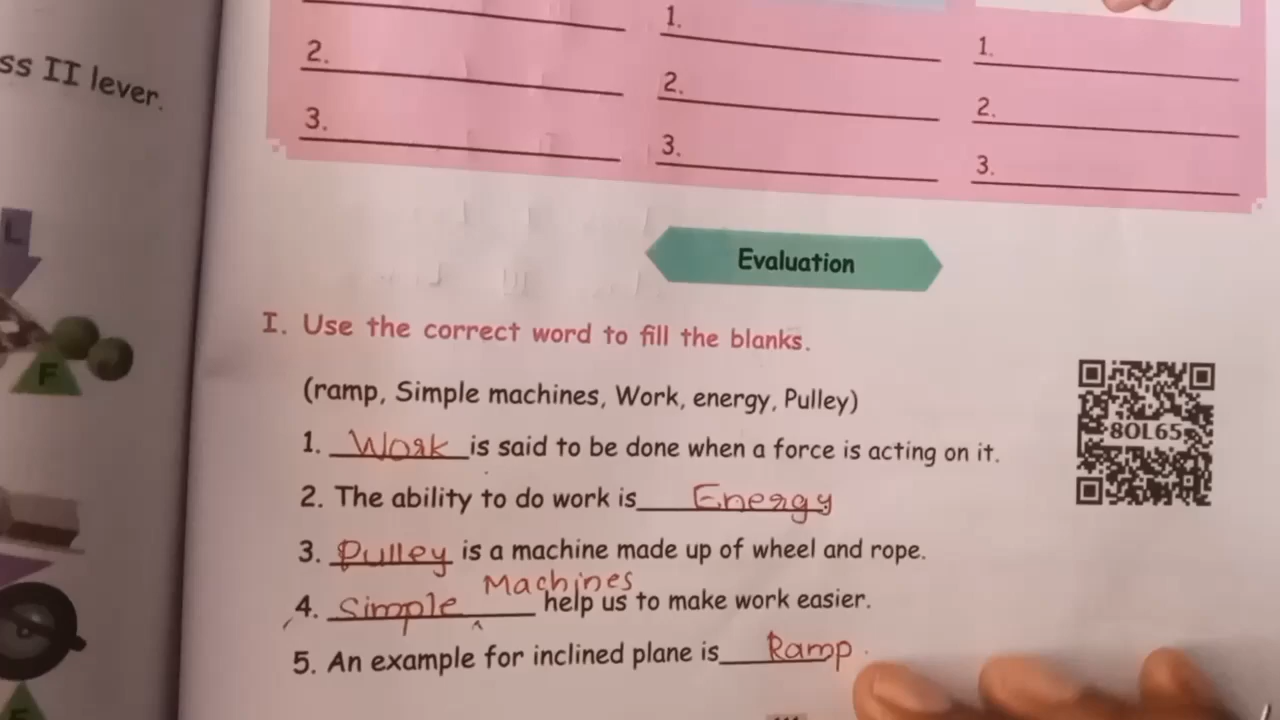 ss II lever.
L
F
1.
2.
3.
1.
2.
3.
2.
3.
1.
Evaluation
I. Use the correct word to fill the blanks.
(ramp, Simple machines, Work, energy, Pulley)
8OL65
1. Work is said to be done when a force is acting on it.
2. The ability to do work is Energy
3. Pulley is a machine made up of wheel and rope.
4. Simple Machines help us to make work easier.
5. An example for inclined plane is Ramp.